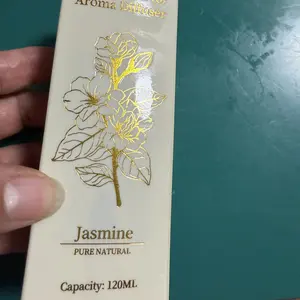 Aroma Diffuser
Jasmine
PURE NATURAL
Capacity: 120ML